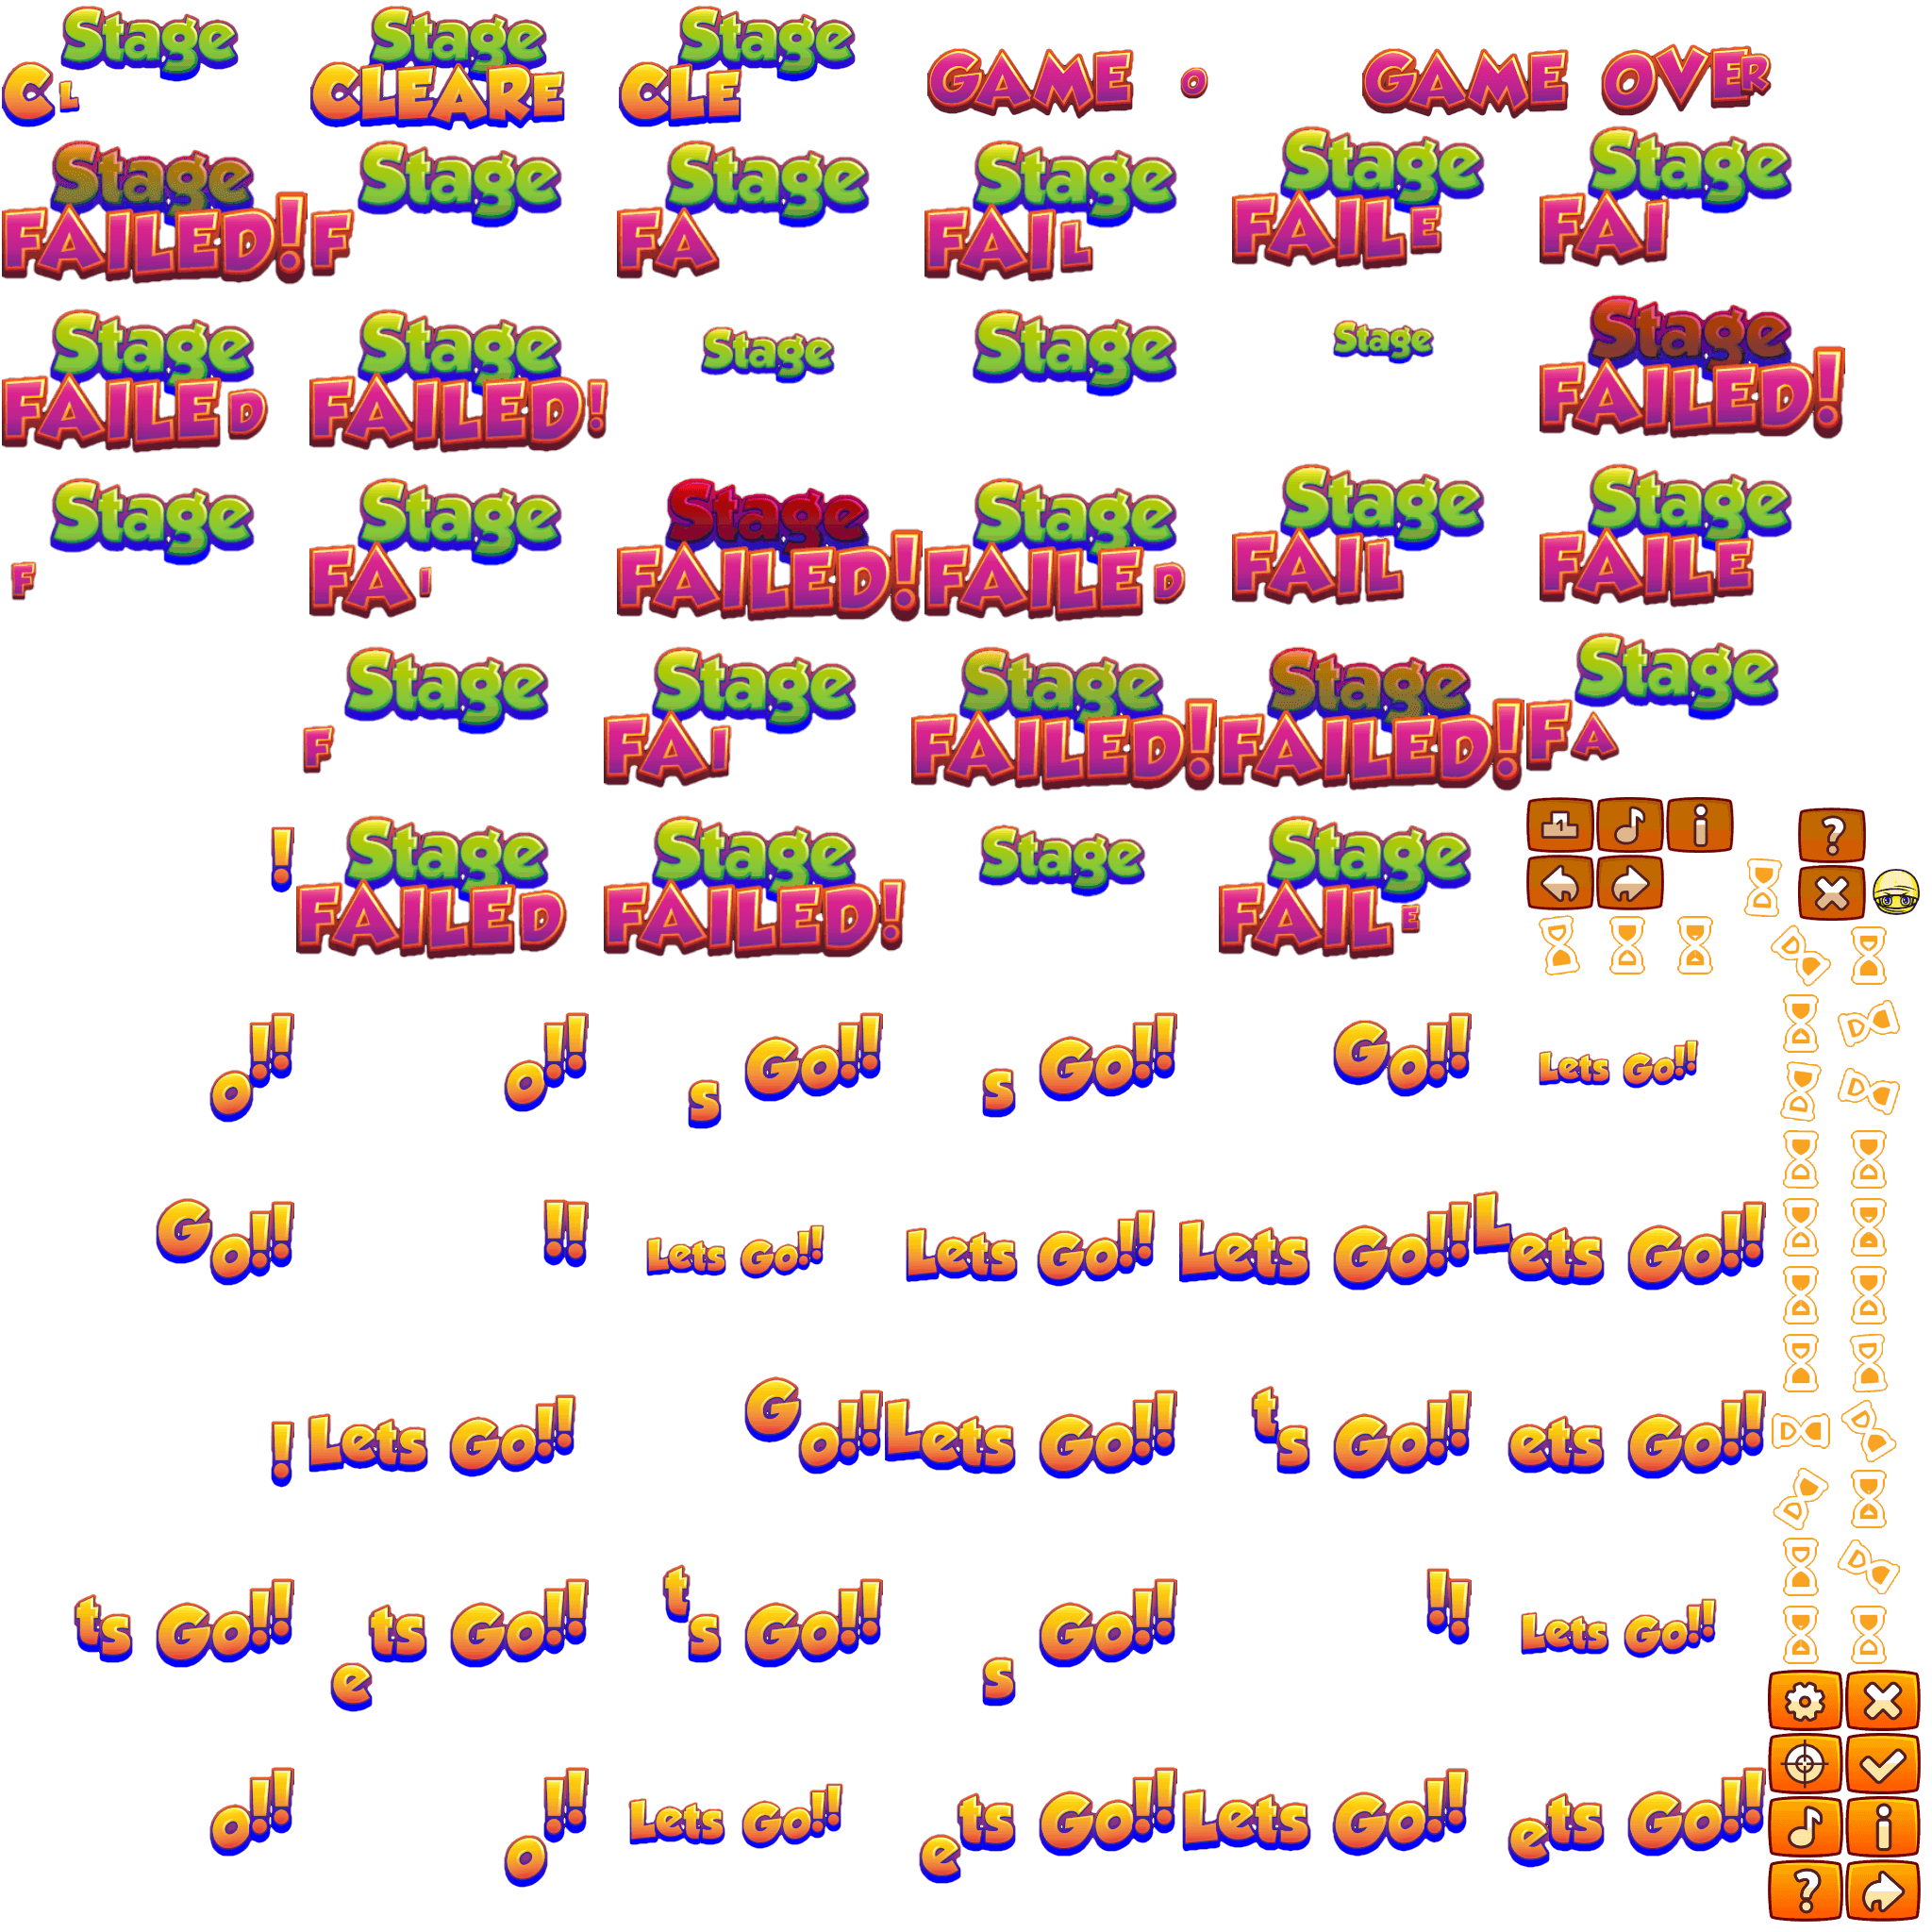 Stage Stage Stage
C L CLEARE CLE GAME O GAME OVER
Stage Stage Stage Stage Stage Stage
FAILED! F FA FAIL FAILE FAI
Stage Stage Stage Stage Stage Stage
FAILED FAILED! FAILED!
Stage Stage Stage Stage Stage Stage
F FAI FAILED! FAILED FAIL FAILE
Stage Stage Stage Stage Stage
F FAI FAILED! FAILED! FA
1 i
?
! Stage Stage Stage Stage
FAILED FAILED! FAILE
o!! o!! s Go!! s Go!! Go!! Lets Go!!
Go!! !! Lets Go!! Lets Go!! Lets Go!! Lets Go!!
! Lets Go!! Go!! Lets Go!! ts Go!! ets Go!!
ts Go!! ets Go!! ts Go!! s Go!! !! Lets Go!!
o!! o!! Lets Go!! ets Go!! Lets Go!! ets Go!!
i
?